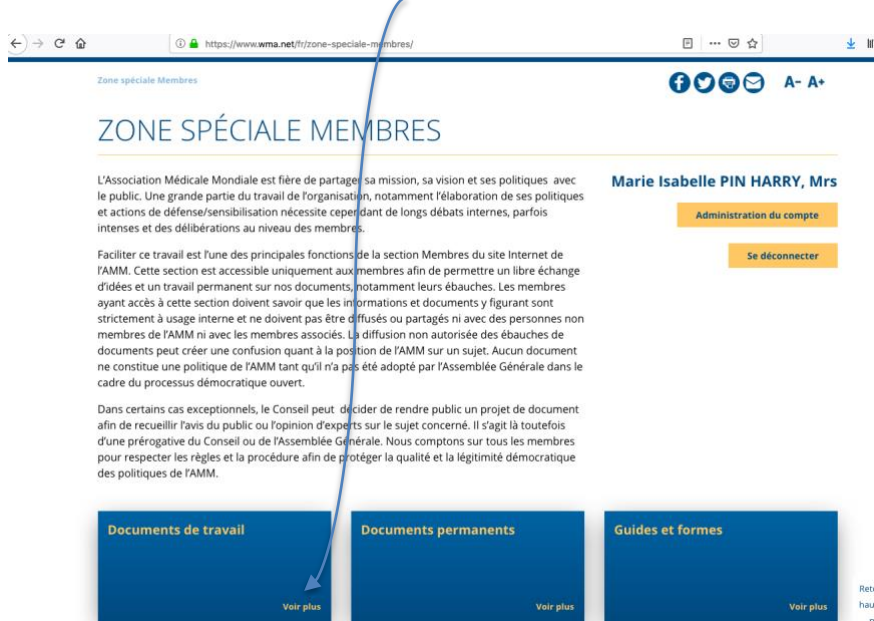 https://www.wma.net/fr/zone-speciale-membres/
Zone spéciale Membres
A- A+
ZONE SPÉCIALE MEMBRES
L'Association Médicale Mondiale est fière de partager sa mission, sa vision et ses politiques avec
le public. Une grande partie du travail de l'organisation, notamment l'élaboration de ses politiques
et actions de défense/sensibilisation nécessite cependant de longs débats internes, parfois
intenses et des délibérations au niveau des membres.
Faciliter ce travail est l'une des principales fonctions de la section Membres du site Internet de
l'AMM. Cette section est accessible uniquement aux membres afin de permettre un libre échange
d'idées et un travail permanent sur nos documents, notamment leurs ébauches. Les membres
ayant accès à cette section doivent savoir que les informations et documents y figurant sont
strictement à usage interne et ne doivent pas être diffusés ou partagés ni avec des personnes non
membres de l'AMM ni avec les membres associés. La diffusion non autorisée des ébauches de
documents peut créer une confusion quant à la position de l'AMM sur un sujet. Aucun document
ne constitue une politique de l'AMM tant qu'il n'a pas été adopté par l'Assemblée Générale dans le
cadre du processus démocratique ouvert.
Dans certains cas exceptionnels, le Conseil peut décider de rendre public un projet de document
afin de recueillir l'avis du public ou l'opinion d'experts sur le sujet concerné. Il s'agit là toutefois
d'une prérogative du Conseil ou de l'Assemblée Générale. Nous comptons sur tous les membres
pour respecter les règles et la procédure afin de protéger la qualité et la légitimité démocratique
des politiques de l'AMM.
Marie Isabelle PIN HARRY, Mrs
Administration du compte
Se déconnecter
Documents de travail
Voir plus
Documents permanents
Voir plus
Guides et formes
Voir plus